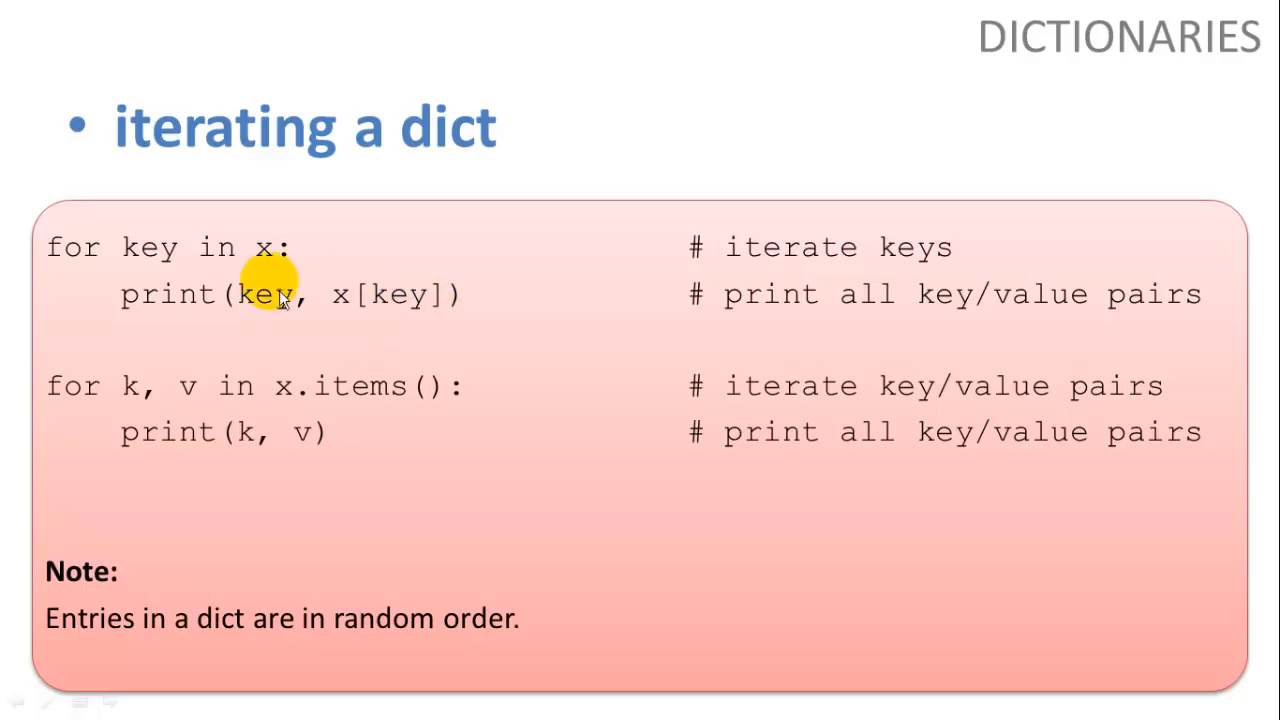 DICTIONARIES
• iterating a dict
for key in x: # iterate keys
    print(key, x[key]) # print all key/value pairs
for k, v in x.items(): # iterate key/value pairs
    print(k, v) # print all key/value pairs
Note:
Entries in a dict are in random order.